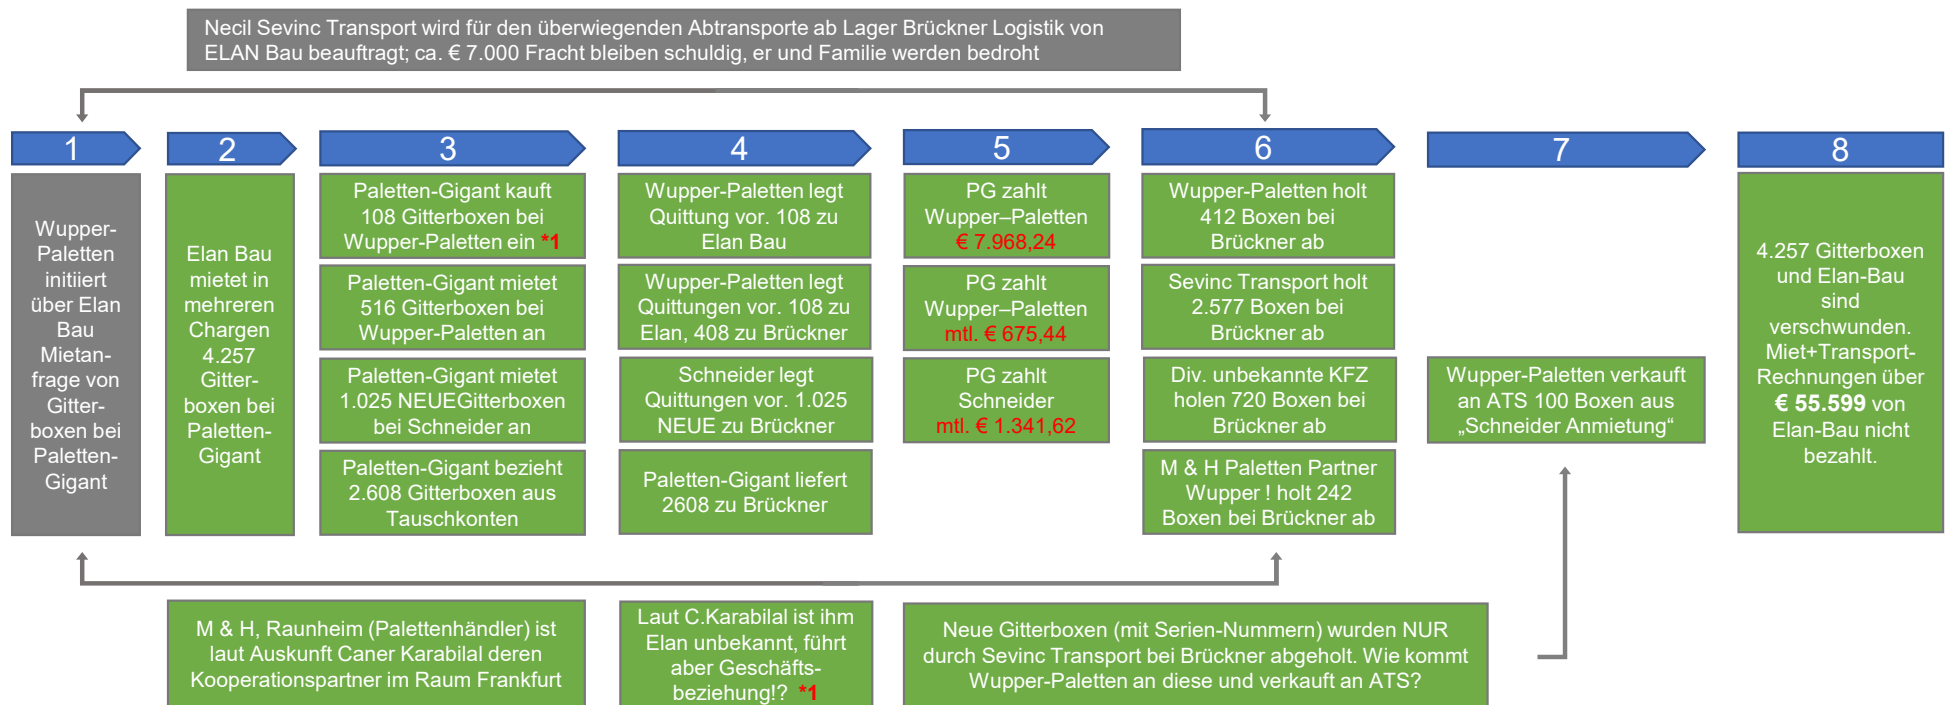 Necil Sevinc Transport wird für den überwiegenden Abtransporte ab Lager Brückner Logistik von
ELAN Bau beauftragt; ca. € 7.000 Fracht bleiben schuldig, er und Familie werden bedroht
1
Wupper-
Paletten
initiiert
über Elan
Bau
Mietan-
frage von
Gitter-
boxen bei
Paletten-
Gigant
2
Elan Bau
mietet in
mehreren
Chargen
4.257
Gitter-
boxen bei
Paletten-
Gigant
3
Paletten-Gigant kauft
108 Gitterboxen bei
Wupper-Paletten ein *1
Paletten-Gigant mietet
516 Gitterboxen bei
Wupper-Paletten an
Paletten-Gigant mietet
1.025 NEUEGitterboxen
bei Schneider an
Paletten-Gigant bezieht
2.608 Gitterboxen aus
Tauschkonten
4
Wupper-Paletten legt
Quittung vor. 108 zu
Elan Bau
Wupper-Paletten legt
Quittungen vor. 108 zu
Elan, 408 zu Brückner
Schneider legt
Quittungen vor. 1.025
NEUE zu Brückner
Paletten-Gigant liefert
2608 zu Brückner
5
PG zahlt
Wupper–Paletten
€ 7.968,24
PG zahlt
Wupper–Paletten
mtl. € 675,44
PG zahlt
Schneider
mtl. € 1.341,62
6
Wupper-Paletten holt
412 Boxen bei
Brückner ab
Sevinc Transport holt
2.577 Boxen bei
Brückner ab
Div. unbekannte KFZ
holen 720 Boxen bei
Brückner ab
M & H Paletten Partner
Wupper ! holt 242
Boxen bei Brückner ab
7
Wupper-Paletten verkauft
an ATS 100 Boxen aus
„Schneider Anmietung“
8
4.257 Gitterboxen
und Elan-Bau
sind
verschwunden.
Miet+Transport-
Rechnungen über
€ 55.599 von
Elan-Bau nicht
bezahlt.
M & H, Raunheim (Palettenhändler) ist
laut Auskunft Caner Karabilal deren
Kooperationspartner im Raum Frankfurt
Laut C.Karabilal ist ihm
Elan unbekannt, führt
aber Geschäfts-
beziehung!? *1
Neue Gitterboxen (mit Serien-Nummern) wurden NUR
durch Sevinc Transport bei Brückner abgeholt. Wie kommt
Wupper-Paletten an diese und verkauft an ATS?